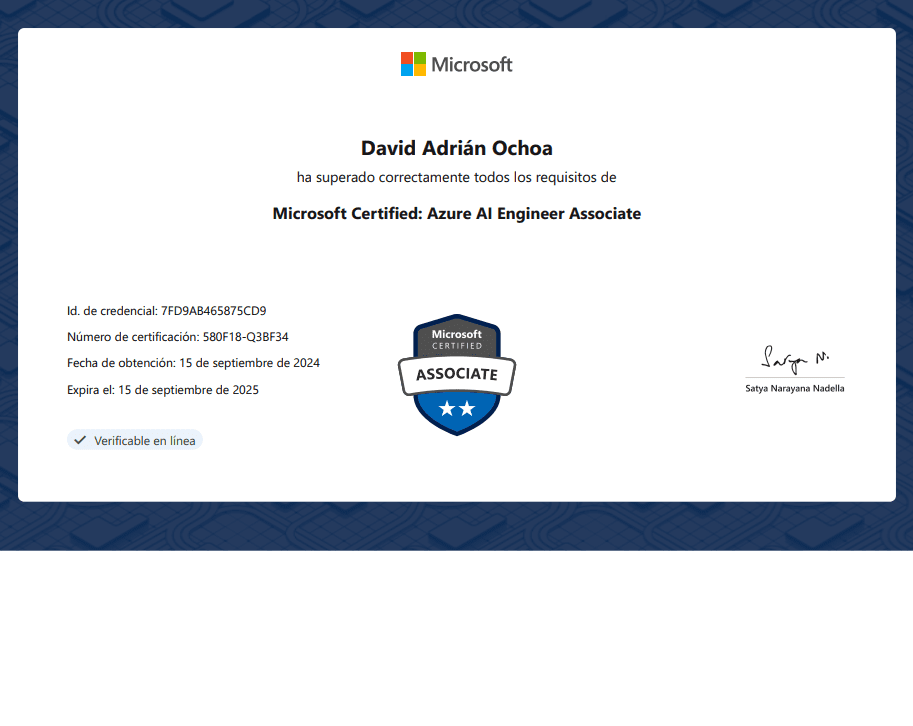 Microsoft
David Adrián Ochoa
ha superado correctamente todos los requisitos de
Microsoft Certified: Azure AI Engineer Associate
Id. de credencial: 7FD9AB465875CD9
Número de certificación: 580F18-Q3BF34
Fecha de obtención: 15 de septiembre de 2024
Expira el: 15 de septiembre de 2025
Verificable en línea
Microsoft
CERTIFIED
ASSOCIATE
Satya N.
Satya Narayana Nadella